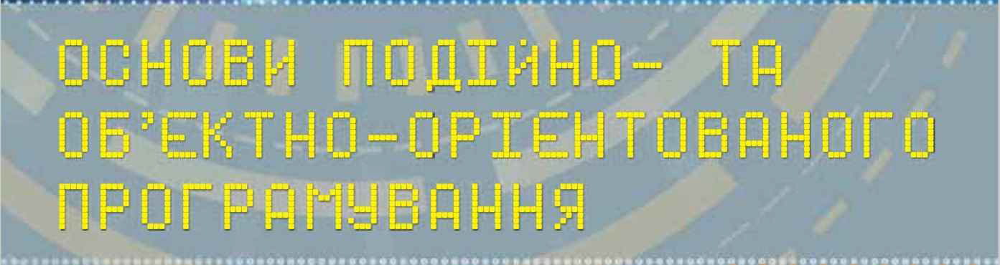 ОСНОВИ ПОДІЙНО- ТА
ОБ’ЄКТНО-ОРІЄНТОВАНОГО
ПРОГРАМУВАННЯ